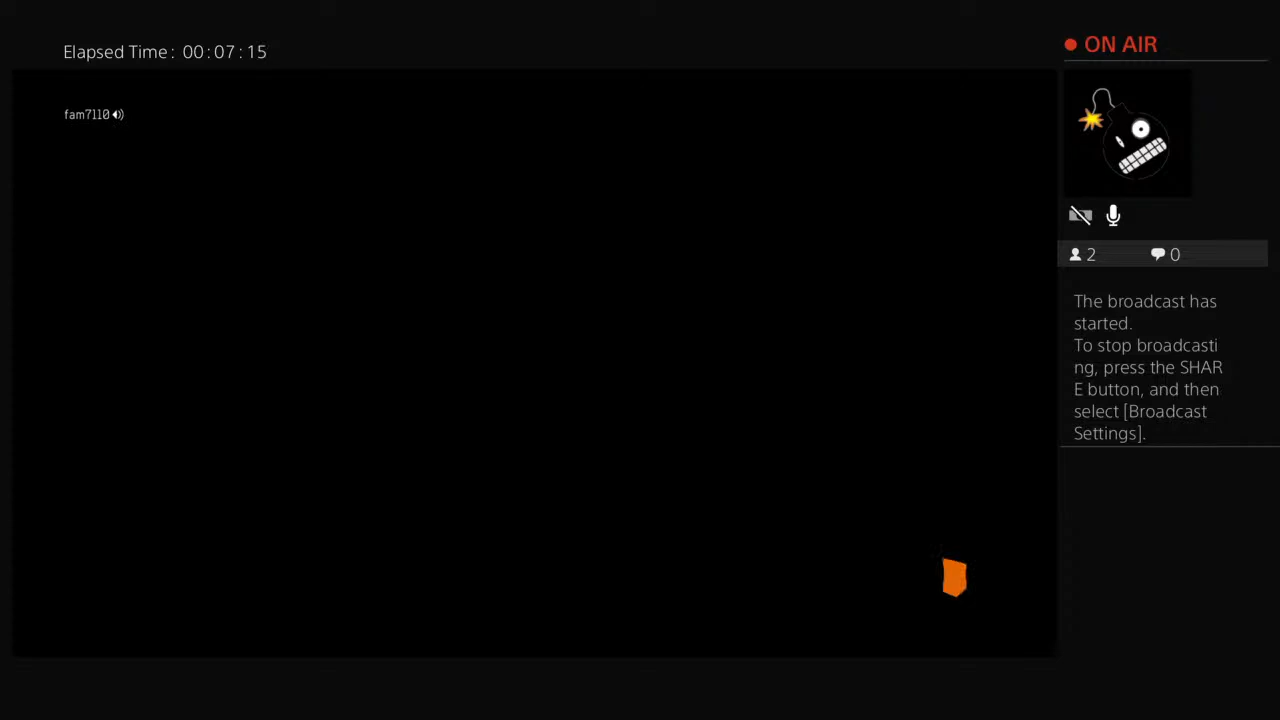 Elapsed Time: 00:07:15
ON AIR
fam7110
2 0
The broadcast has
started.
To stop broadcasti
ng, press the SHAR
E button, and then
select [Broadcast
Settings].